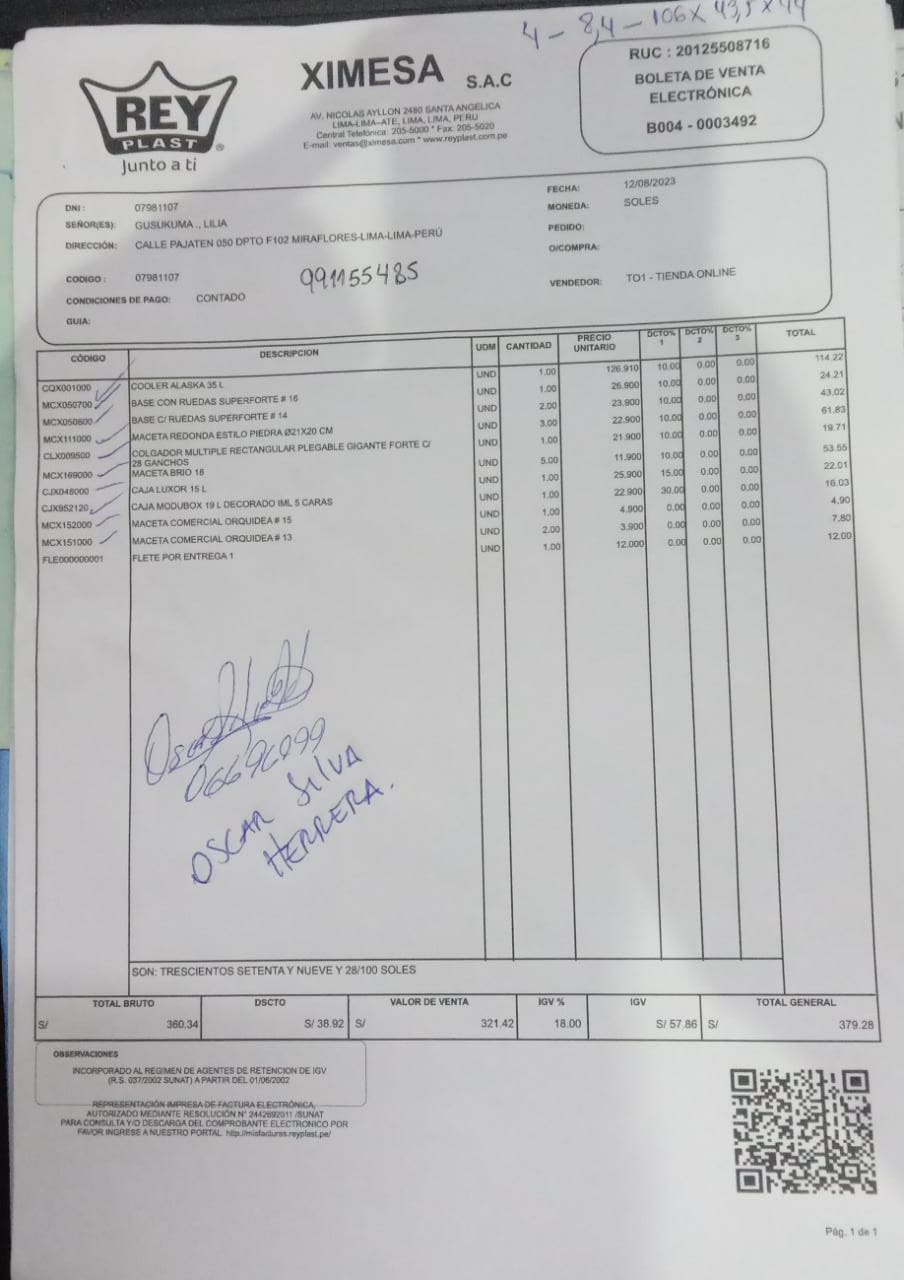 4 - 8,4 - 106 x 43,5 x 44
REY
PLAST
®
Junto a ti
XIMESA S.A.C
AV. NICOLAS AYLLON 2480 SANTA ANGELICA
LIMA-LIMA--ATE, LIMA, LIMA, PERU
Central Telefónica: 205-5000 * Fax: 205-5020
E-mail: ventas@ximesa.com * www.reyplast.com.pe
RUC : 20125508716
BOLETA DE VENTA
ELECTRÓNICA
B004 - 0003492
DNI : 07981107
SEÑOR(ES): GUSUKUMA ., LILIA
DIRECCIÓN: CALLE PAJATEN 050 DPTO F102 MIRAFLORES-LIMA-LIMA-PERÚ
CODIGO : 07981107
991155485
CONDICIONES DE PAGO: CONTADO
GUIA:
FECHA: 12/08/2023
MONEDA: SOLES
PEDIDO:
O/COMPRA:
VENDEDOR: TO1 - TIENDA ONLINE
CÓDIGO DESCRIPCION UDM CANTIDAD PRECIO UNITARIO DCTO% 1 DCTO% 2 DCTO% 3 TOTAL
CQX001000 COOLER ALASKA 35 L UND 1.00 126.910 10.00 0.00 0.00 114.22
MCX050700 BASE CON RUEDAS SUPERFORTE # 16 UND 1.00 26.900 10.00 0.00 0.00 24.21
MCX050600 BASE C/ RUEDAS SUPERFORTE # 14 UND 2.00 23.900 10.00 0.00 0.00 43.02
MCX111000 MACETA REDONDA ESTILO PIEDRA Ø21X20 CM UND 3.00 22.900 10.00 0.00 0.00 61.83
CLX009500 COLGADOR MULTIPLE RECTANGULAR PLEGABLE GIGANTE FORTE C/ UND 1.00 21.900 10.00 0.00 0.00 19.71
28 GANCHOS
MCX169000 MACETA BRIO 18 UND 5.00 11.900 10.00 0.00 0.00 53.55
CJX048000 CAJA LUXOR 15 L UND 1.00 25.900 15.00 0.00 0.00 22.01
CJX952120 CAJA MODUBOX 19 L DECORADO IML 5 CARAS UND 1.00 22.900 30.00 0.00 0.00 16.03
MCX152000 MACETA COMERCIAL ORQUIDEA # 15 UND 1.00 4.900 0.00 0.00 0.00 4.90
MCX151000 MACETA COMERCIAL ORQUIDEA # 13 UND 2.00 3.900 0.00 0.00 0.00 7.80
FLE000000001 FLETE POR ENTREGA 1 UND 1.00 12.000 0.00 0.00 0.00 12.00
OSCAR SILVA
HERRERA.
SON: TRESCIENTOS SETENTA Y NUEVE Y 28/100 SOLES
TOTAL BRUTO DSCTO VALOR DE VENTA IGV % IGV TOTAL GENERAL
S/ 360.34 S/ 38.92 S/ 321.42 18.00 S/ 57.86 S/ 379.28
OBSERVACIONES
INCORPORADO AL REGIMEN DE AGENTES DE RETENCION DE IGV
(R.S. 037/2002 SUNAT) A PARTIR DEL 01/06/2002
REPRESENTACIÓN IMPRESA DE FACTURA ELECTRÓNICA,
AUTORIZADO MEDIANTE RESOLUCIÓN N° 2442692011 /SUNAT
PARA CONSULTA Y/O DESCARGA DEL COMPROBANTE ELECTRONICO POR
FAVOR INGRESE A NUESTRO PORTAL http://misfacturas.reyplast.pe/
Pág. 1 de 1